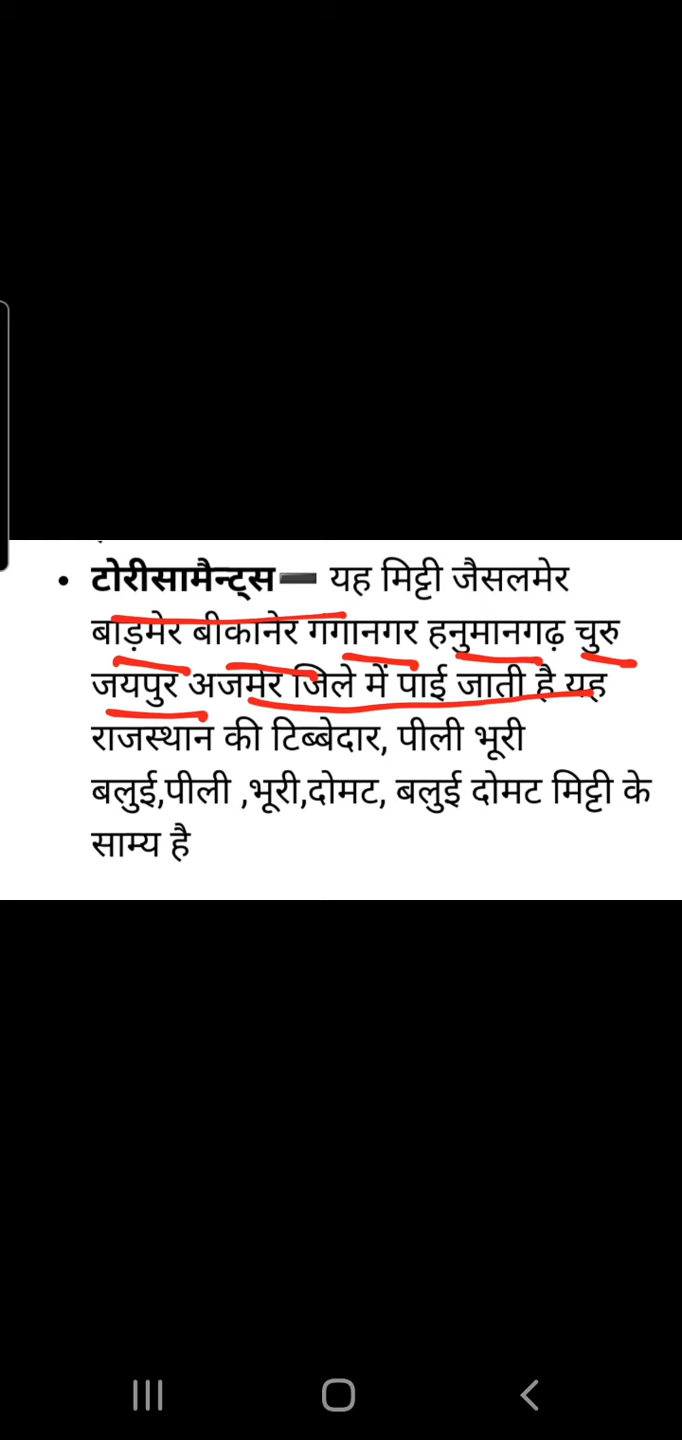 • टोरीसामैन्ट्स➖ यह मिट्टी जैसलमेर
बाड़मेर बीकानेर गंगानगर हनुमानगढ़ चुरु
जयपुर अजमेर जिले में पाई जाती है यह
राजस्थान की टिब्बेदार, पीली भूरी
बलुई,पीली ,भूरी,दोमट, बलुई दोमट मिट्टी के
साम्य है